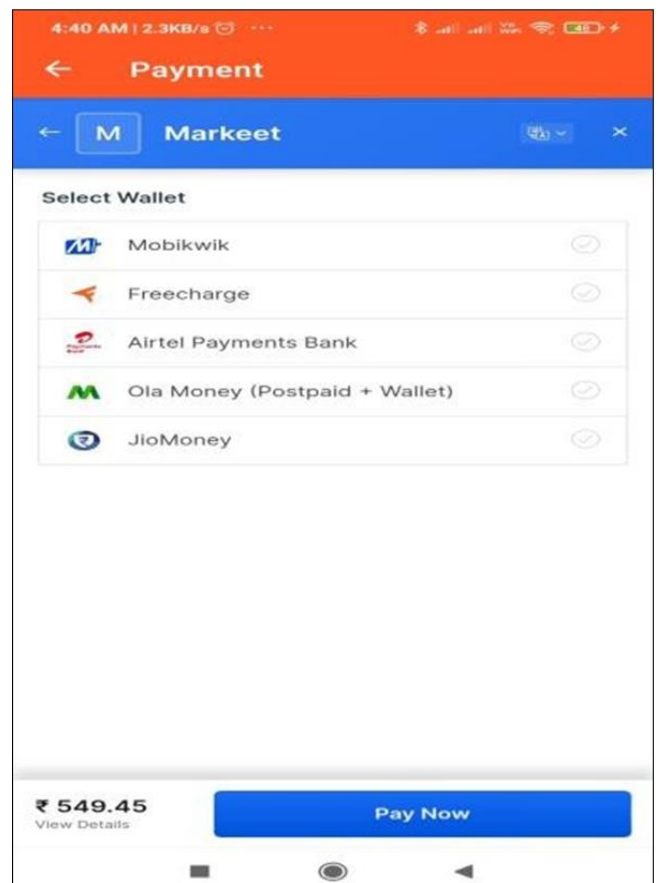 4:40 AM | 2.3KB/s
Payment
M Markeet
Select Wallet
Mobikwik
Freecharge
Airtel Payments Bank
Ola Money (Postpaid + Wallet)
JioMoney
₹ 549.45
View Details
Pay Now